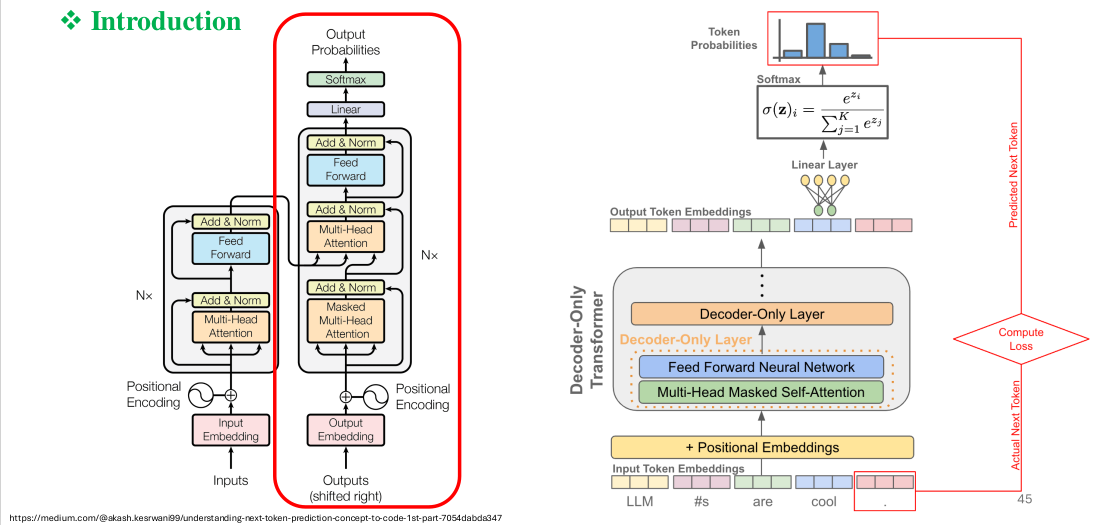 ❖ Introduction
Output
Probabilities
Softmax
Linear
Add & Norm
Feed
Forward
Add & Norm
Multi-Head
Attention
Nx
Add & Norm
Masked
Multi-Head
Attention
Positional
Encoding
Output
Embedding
Outputs
(shifted right)
Add & Norm
Feed
Forward
Nx
Add & Norm
Multi-Head
Attention
Positional
Encoding
Input
Embedding
Inputs
Token
Probabilities
Softmax
σ(𝐳)ᵢ = e^{z_i} / ∑_{j=1}^{K} e^{z_j}
Linear Layer
Output Token Embeddings
Decoder-Only
Transformer
Decoder-Only Layer
Decoder-Only Layer
Feed Forward Neural Network
Multi-Head Masked Self-Attention
+ Positional Embeddings
Input Token Embeddings
LLM #s are cool .
Predicted Next Token
Compute
Loss
Actual Next Token
45
https://medium.com/@akash.kesrwani99/understanding-next-token-prediction-concept-to-code-1st-part-7054dabda347